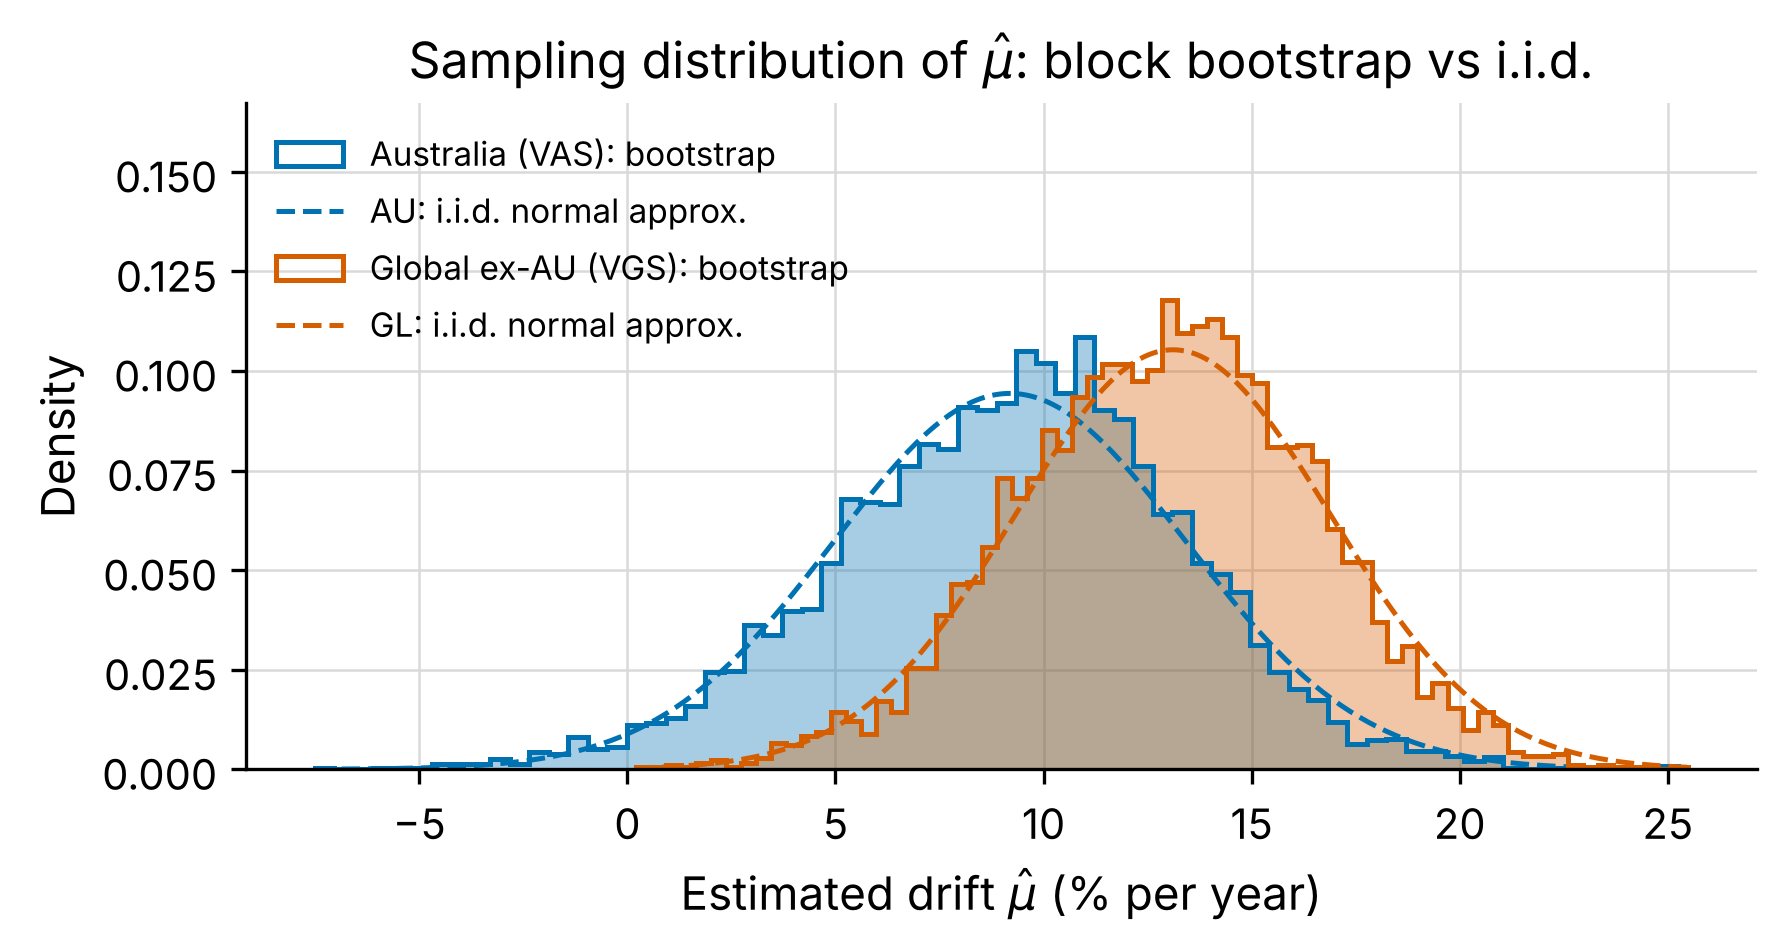 Sampling distribution of μ̂: block bootstrap vs i.i.d.
Australia (VAS): bootstrap
AU: i.i.d. normal approx.
Global ex-AU (VGS): bootstrap
GL: i.i.d. normal approx.
Density
0.150
0.125
0.100
0.075
0.050
0.025
0.000
−5 0 5 10 15 20 25
Estimated drift μ̂ (% per year)